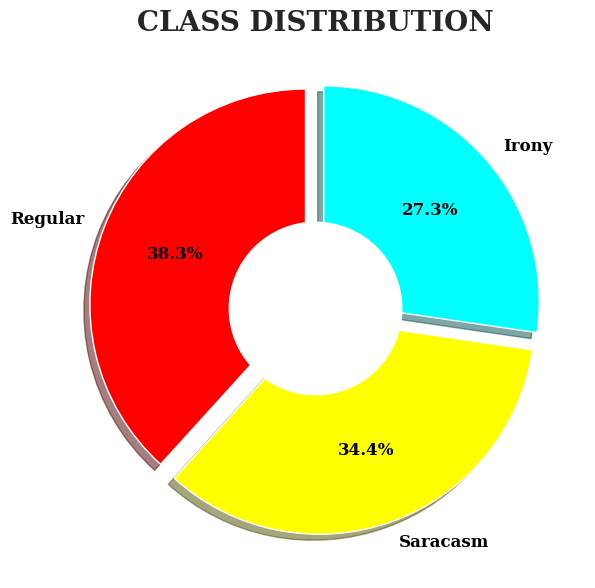 CLASS DISTRIBUTION
Irony
27.3%
Regular
38.3%
34.4%
Saracasm